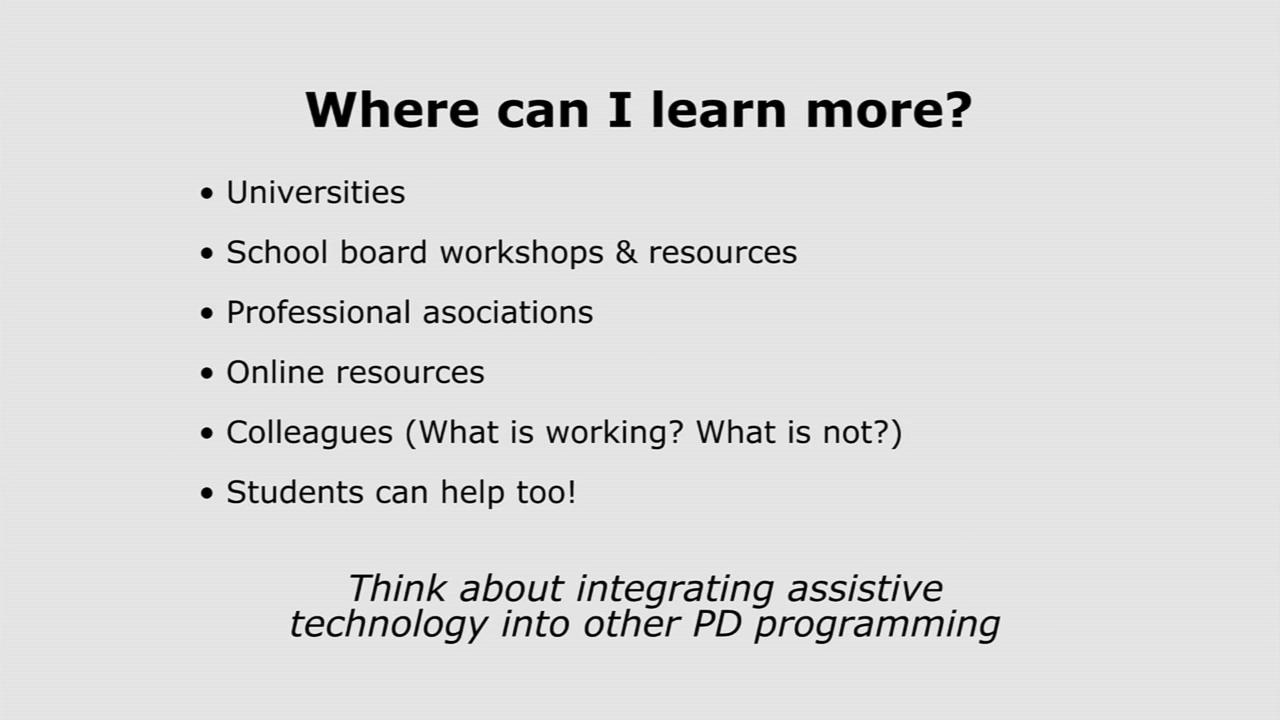 Where can I learn more?
• Universities
• School board workshops & resources
• Professional asociations
• Online resources
• Colleagues (What is working? What is not?)
• Students can help too!
Think about integrating assistive
technology into other PD programming